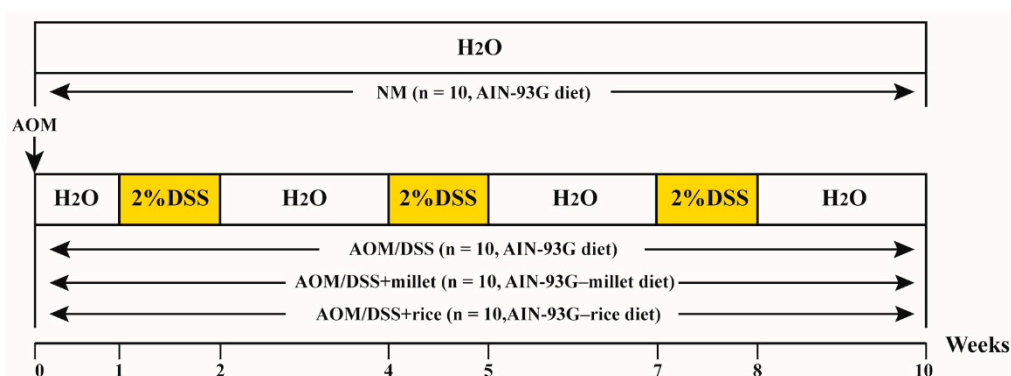 H2O
NM (n = 10, AIN-93G diet)
AOM
H2O 2%DSS H2O 2%DSS H2O 2%DSS H2O
AOM/DSS (n = 10, AIN-93G diet)
AOM/DSS+millet (n = 10, AIN-93G–millet diet)
AOM/DSS+rice (n = 10,AIN-93G–rice diet)
Weeks
0 1 2 4 5 7 8 10